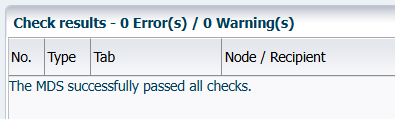 Check results - 0 Error(s) / 0 Warning(s)
No. Type Tab Node / Recipient
The MDS successfully passed all checks.